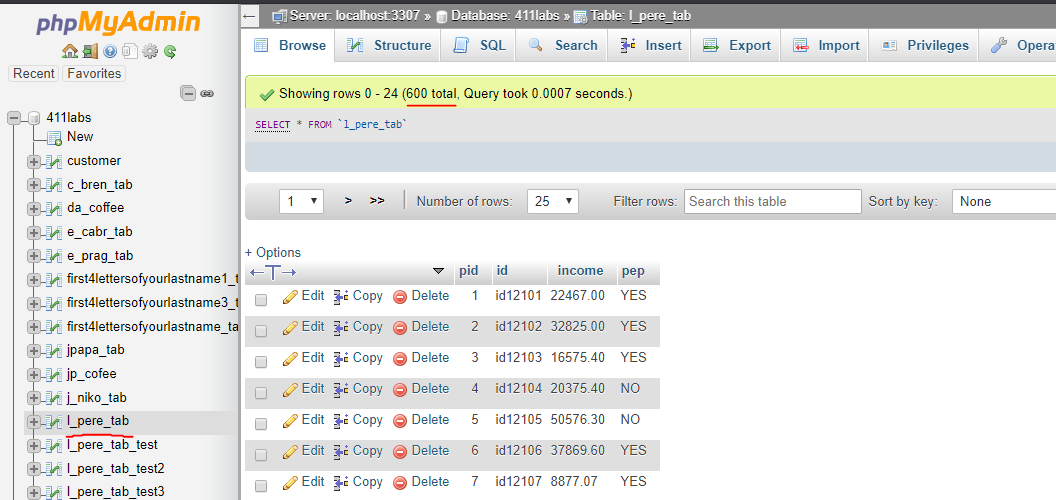 phpMyAdmin
Recent Favorites
411labs
New
customer
c_bren_tab
da_coffee
e_cabr_tab
e_prag_tab
first4lettersofyourlastname1_t
first4lettersofyourlastname3_t
first4lettersofyourlastname_ta
jpapa_tab
jp_cofee
j_niko_tab
l_pere_tab
l_pere_tab_test
l_pere_tab_test2
l_pere_tab_test3
Server: localhost:3307 » Database: 411labs » Table: l_pere_tab
Browse Structure SQL Search Insert Export Import Privileges Opera
Showing rows 0 - 24 (600 total, Query took 0.0007 seconds.)
SELECT * FROM `l_pere_tab`
1 > >> Number of rows: 25 Filter rows: Search this table Sort by key: None
+ Options
←T→ pid id income pep
Edit Copy Delete 1 id12101 22467.00 YES
Edit Copy Delete 2 id12102 32825.00 YES
Edit Copy Delete 3 id12103 16575.40 YES
Edit Copy Delete 4 id12104 20375.40 NO
Edit Copy Delete 5 id12105 50576.30 NO
Edit Copy Delete 6 id12106 37869.60 YES
Edit Copy Delete 7 id12107 8877.07 YES